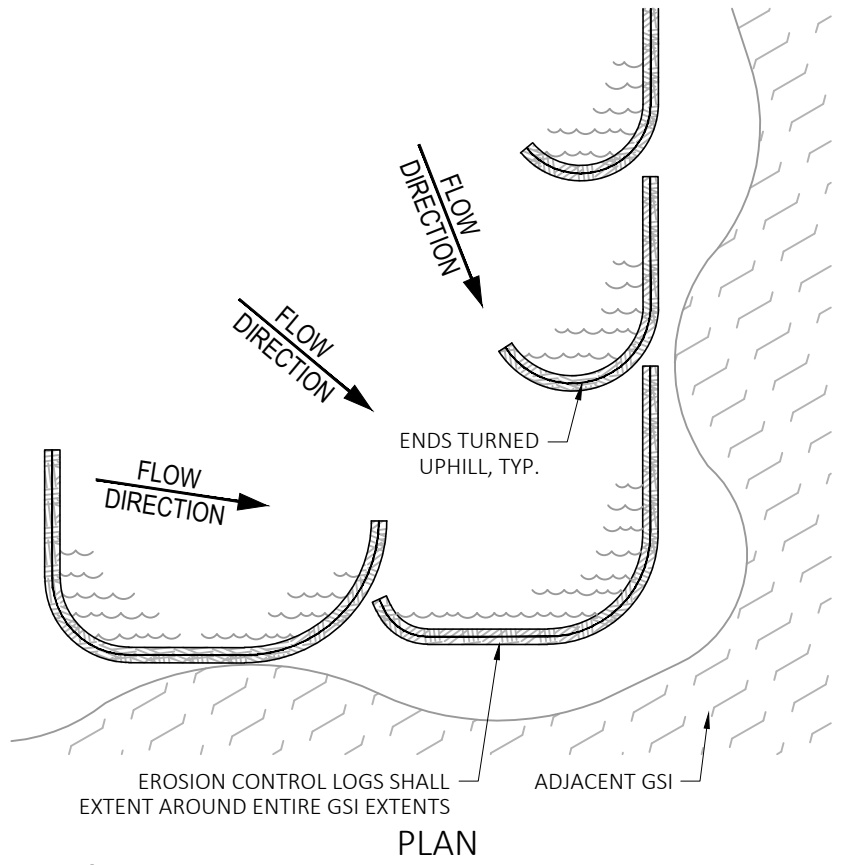 FLOW
DIRECTION
FLOW
DIRECTION
ENDS TURNED
UPHILL, TYP.
FLOW
DIRECTION
EROSION CONTROL LOGS SHALL
EXTENT AROUND ENTIRE GSI EXTENTS
ADJACENT GSI
PLAN